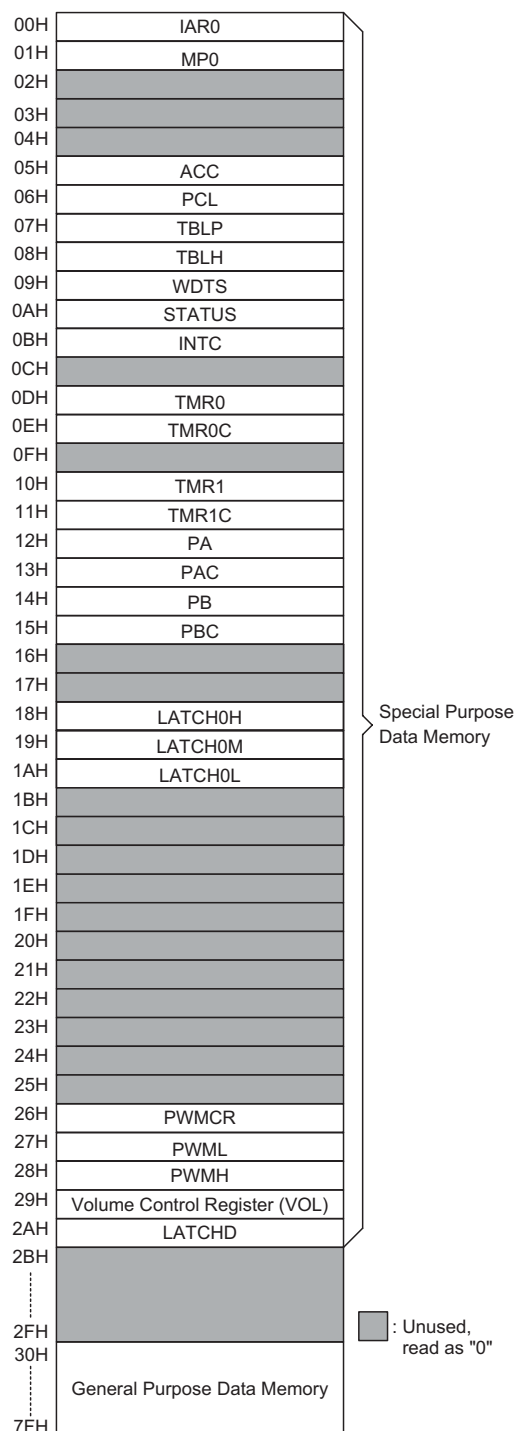 00H IAR0
01H MP0
02H
03H
04H
05H ACC
06H PCL
07H TBLP
08H TBLH
09H WDTS
0AH STATUS
0BH INTC
0CH
0DH TMR0
0EH TMR0C
0FH
10H TMR1
11H TMR1C
12H PA
13H PAC
14H PB
15H PBC
16H
17H
18H LATCH0H
Special Purpose
19H LATCH0M
Data Memory
1AH LATCH0L
1BH
1CH
1DH
1EH
1FH
20H
21H
22H
23H
24H
25H
26H PWMCR
27H PWML
28H PWMH
29H Volume Control Register (VOL)
2AH LATCHD
2BH
2FH
: Unused,
read as "0"
30H
General Purpose Data Memory
7FH